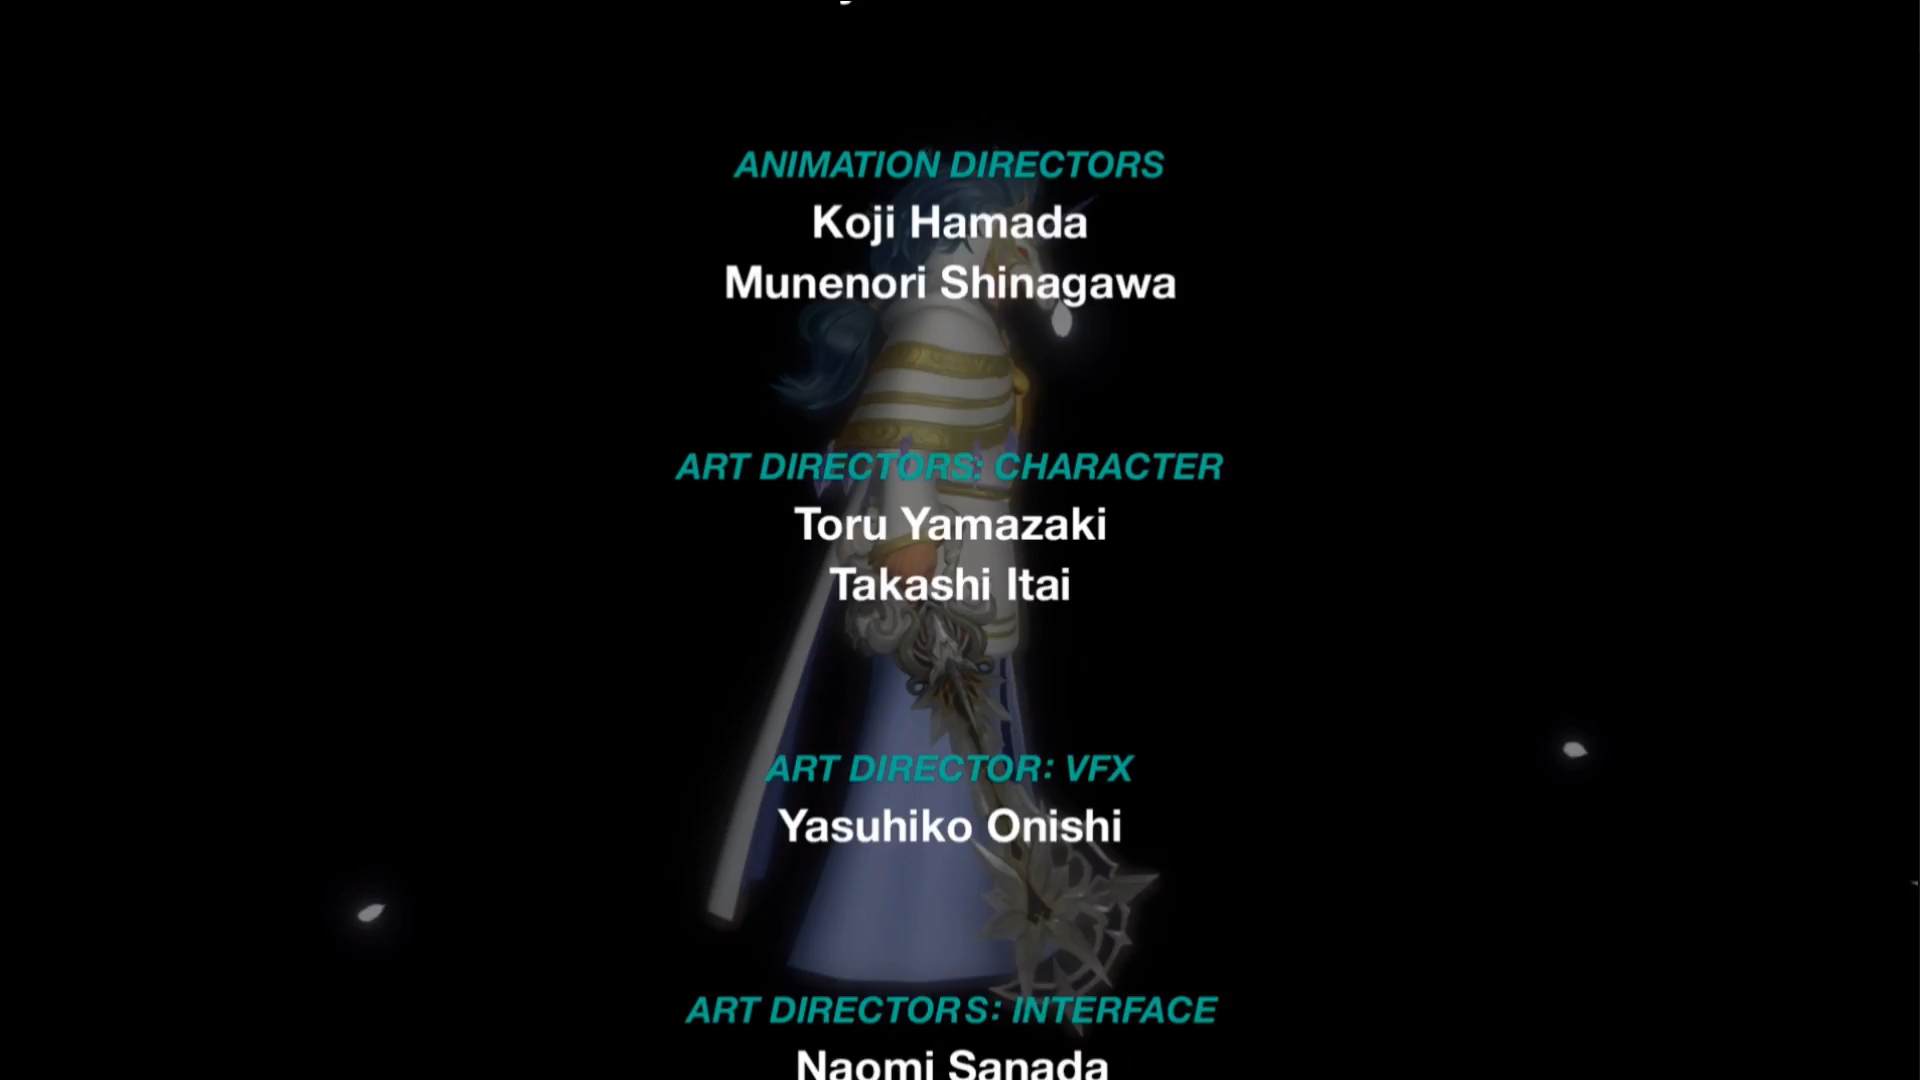 ANIMATION DIRECTORS
Koji Hamada
Munenori Shinagawa
ART DIRECTORS: CHARACTER
Toru Yamazaki
Takashi Itai
ART DIRECTOR: VFX
Yasuhiko Onishi
ART DIRECTORS: INTERFACE
Naomi Sanada